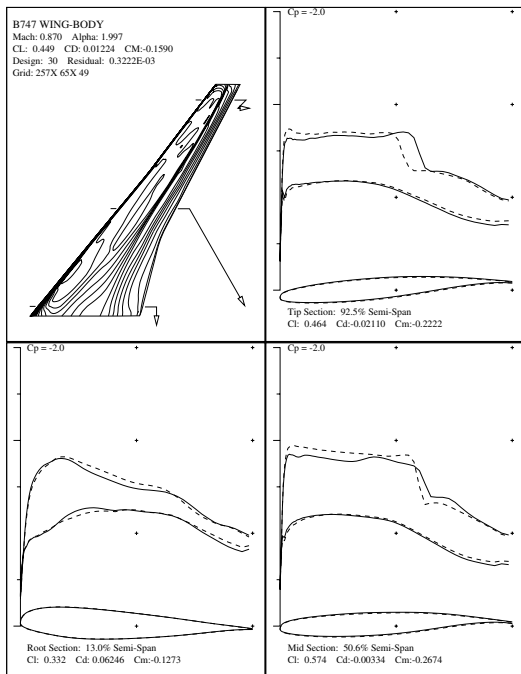 B747 WING-BODY
Mach: 0.870 Alpha: 1.997
CL: 0.449 CD: 0.01224 CM:-0.1590
Design: 30 Residual: 0.3222E-03
Grid: 257X 65X 49
Cp = -2.0
Tip Section: 92.5% Semi-Span
Cl: 0.464 Cd:-0.02110 Cm:-0.2222
Cp = -2.0
Root Section: 13.0% Semi-Span
Cl: 0.332 Cd: 0.06246 Cm:-0.1273
Cp = -2.0
Mid Section: 50.6% Semi-Span
Cl: 0.574 Cd:-0.00334 Cm:-0.2674